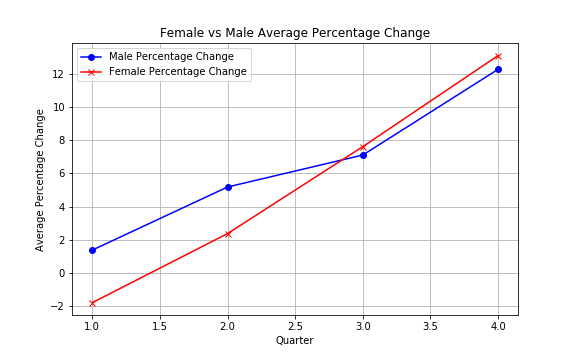 Female vs Male Average Percentage Change
Male Percentage Change
Female Percentage Change
Average Percentage Change
12
10
8
6
4
2
0
−2
1.0 1.5 2.0 2.5 3.0 3.5 4.0
Quarter